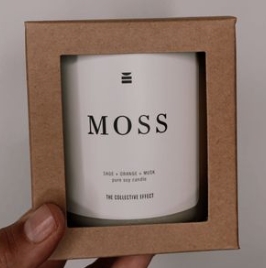 MOSS
SAGE + ORANGE + MUSK
pure soy candle
THE COLLECTIVE EFFECT